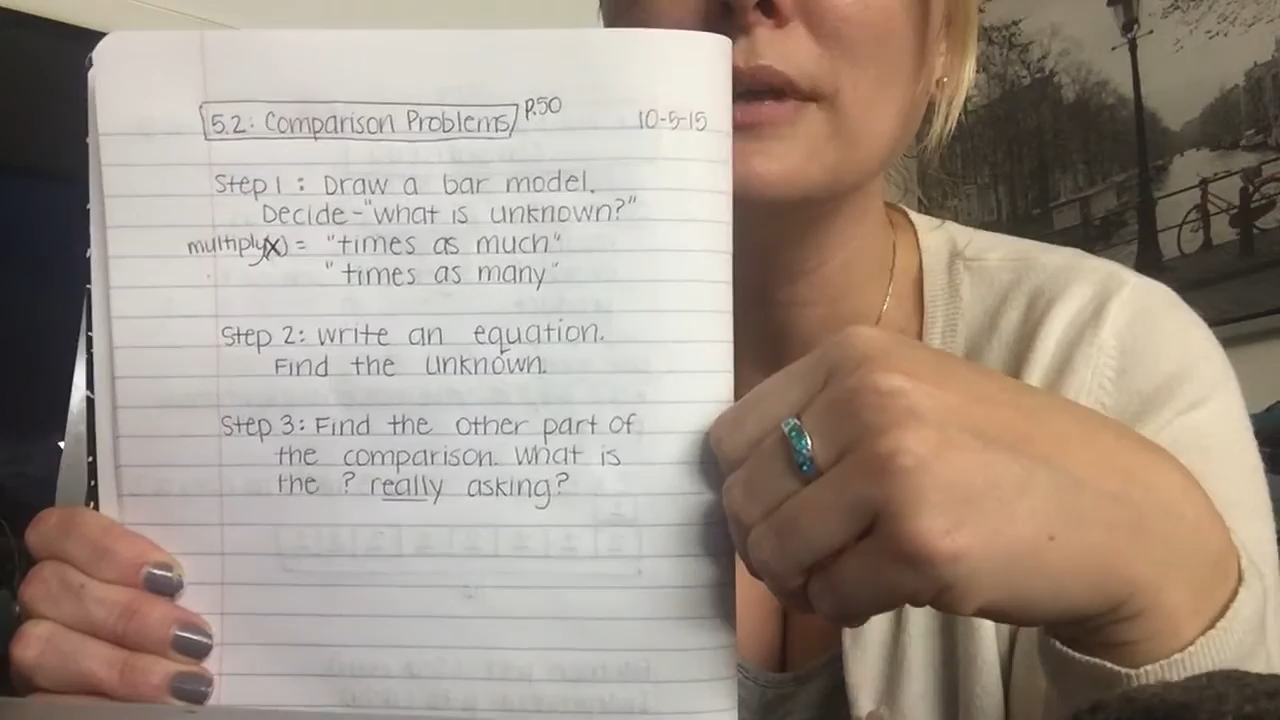 5.2: Comparison Problems p.50 10-5-15
Step 1: Draw a bar model.
Decide-"what is unknown?"
multiply(x) = "times as much"
"times as many"
Step 2: write an equation.
Find the unknown.
Step 3: Find the other part of
the comparison. What is
the ? really asking?